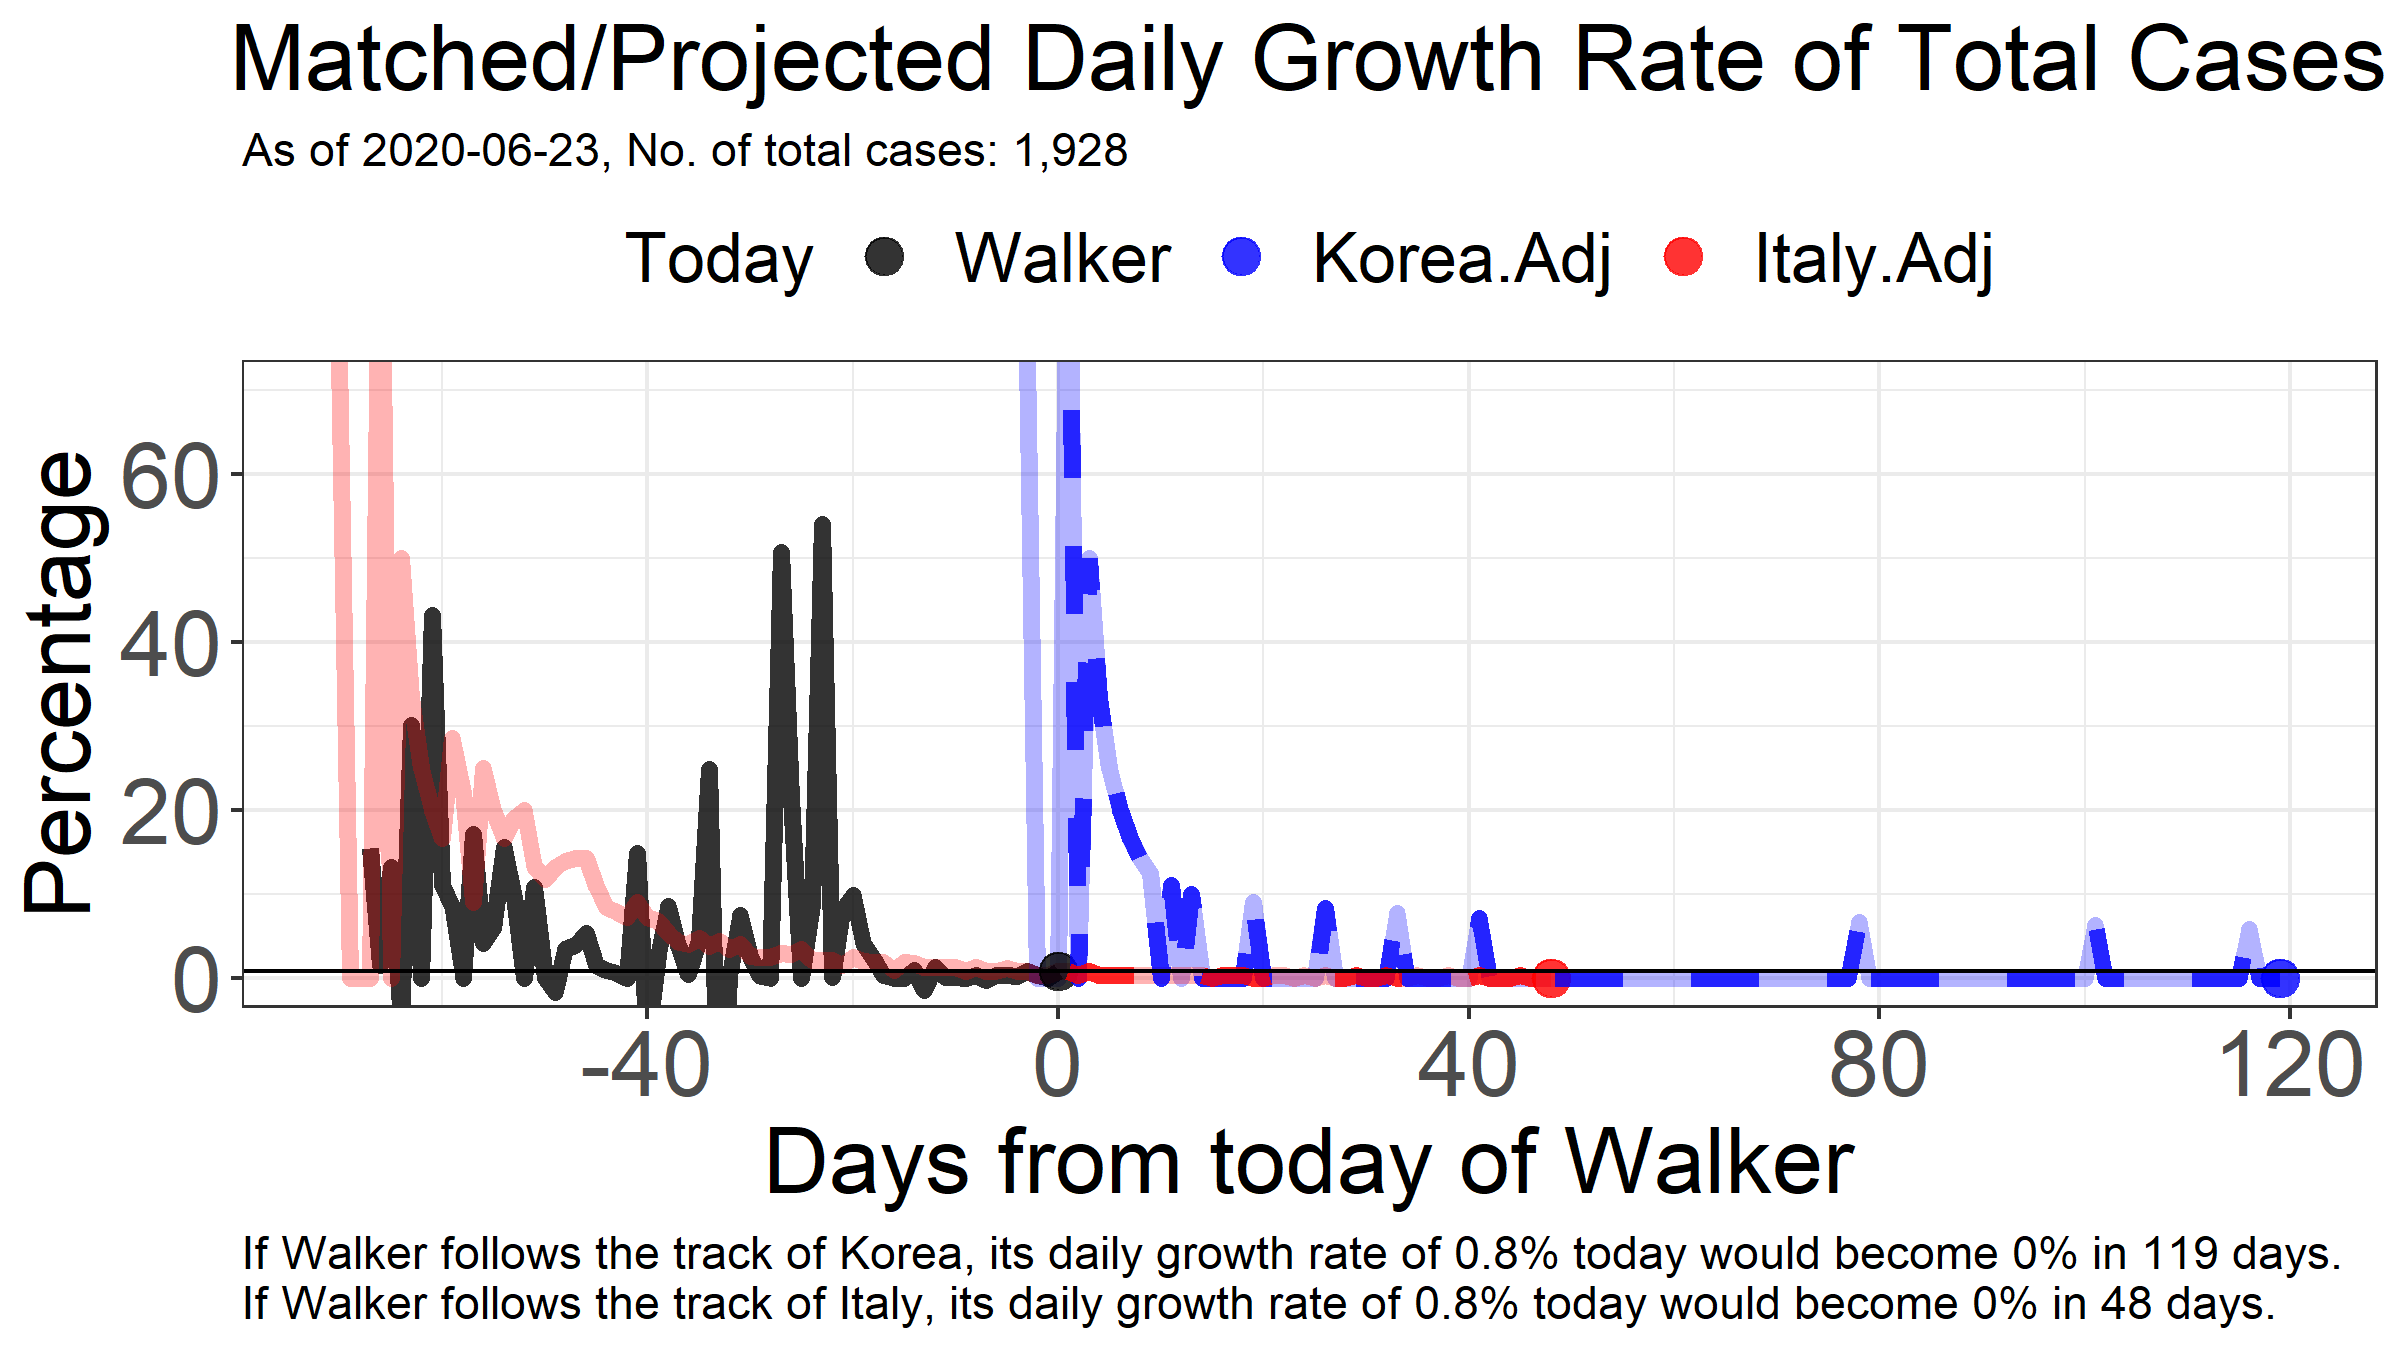 Matched/Projected Daily Growth Rate of Total Cases
As of 2020-06-23, No. of total cases: 1,928
Today Walker Korea.Adj Italy.Adj
Percentage
60
40
20
0
-40 0 40 80 120
Days from today of Walker
If Walker follows the track of Korea, its daily growth rate of 0.8% today would become 0% in 119 days.
If Walker follows the track of Italy, its daily growth rate of 0.8% today would become 0% in 48 days.